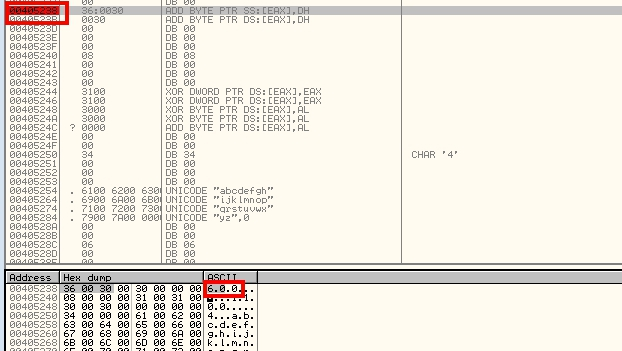 00405238 36:0030 ADD BYTE PTR SS:[EAX],DH
0040523B 0030 ADD BYTE PTR DS:[EAX],DH
0040523D 00 DB 00
0040523E 00 DB 00
0040523F 00 DB 00
00405240 08 DB 08
00405241 00 DB 00
00405242 00 DB 00
00405243 00 DB 00
00405244 3100 XOR DWORD PTR DS:[EAX],EAX
00405246 3100 XOR DWORD PTR DS:[EAX],EAX
00405248 3000 XOR BYTE PTR DS:[EAX],AL
0040524A 3000 XOR BYTE PTR DS:[EAX],AL
0040524C ? 0000 ADD BYTE PTR DS:[EAX],AL
0040524E 00 DB 00
0040524F 00 DB 00
00405250 34 DB 34 CHAR '4'
00405251 00 DB 00
00405252 00 DB 00
00405253 00 DB 00
00405254 . 6100 6200 630 UNICODE "abcdefgh"
00405264 . 6900 6A00 6B0 UNICODE "ijklmnop"
00405274 . 7100 7200 730 UNICODE "qrstuvwx"
00405284 . 7900 7A00 000 UNICODE "yz",0
0040528A 00 DB 00
0040528B 00 DB 00
0040528C 06 DB 06
0040528D 00 DB 00
Address Hex dump ASCII
00405238 36 00 30 00 30 00 00 00 6.0.0...
00405240 08 00 00 00 31 00 31 00
00405248 30 00 30 00 00 00 00 00 0.0.....
00405250 34 00 00 00 61 00 62 00 4...a.b.
00405258 63 00 64 00 65 00 66 00 c.d.e.f.
00405260 67 00 68 00 69 00 6A 00 g.h.i.j.
00405268 6B 00 6C 00 6D 00 6E 00 k.l.m.n.